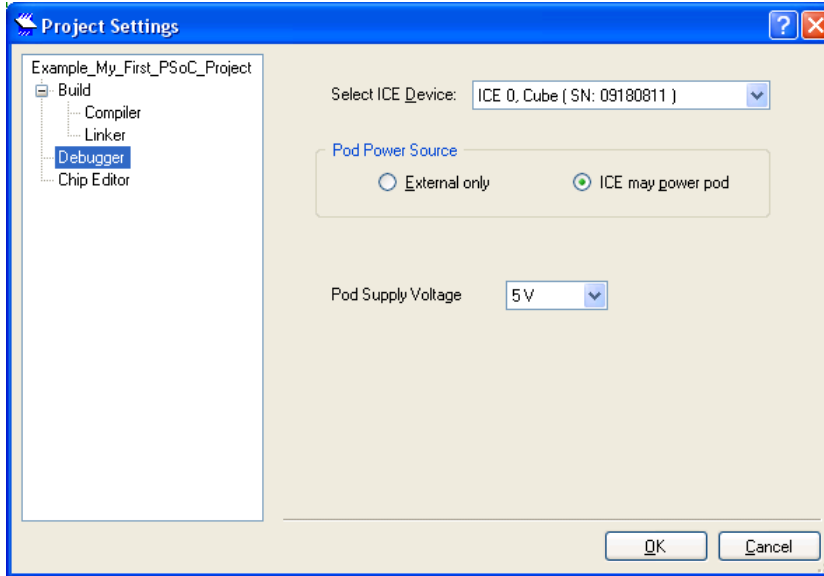 Project Settings
Example_My_First_PSoC_Project
Build
Compiler
Linker
Debugger
Chip Editor
Select ICE Device: ICE 0, Cube ( SN: 09180811 )
Pod Power Source
External only ICE may power pod
Pod Supply Voltage 5 V
OK Cancel